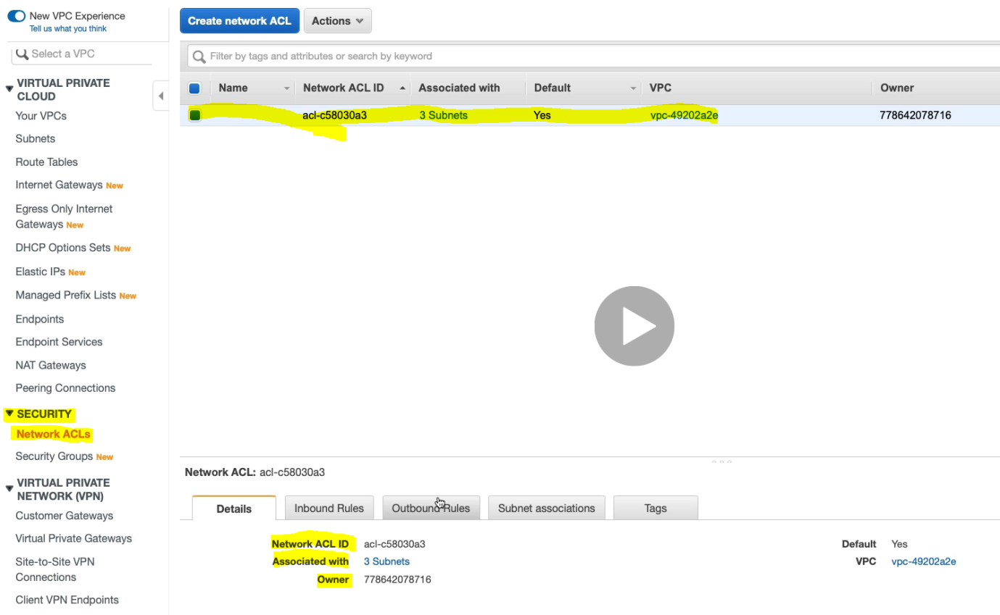 New VPC Experience
Tell us what you think
Select a VPC
VIRTUAL PRIVATE
CLOUD
Your VPCs
Subnets
Route Tables
Internet Gateways New
Egress Only Internet
Gateways New
DHCP Options Sets New
Elastic IPs New
Managed Prefix Lists New
Endpoints
Endpoint Services
NAT Gateways
Peering Connections
SECURITY
Network ACLs
Security Groups New
VIRTUAL PRIVATE
NETWORK (VPN)
Customer Gateways
Virtual Private Gateways
Site-to-Site VPN
Connections
Client VPN Endpoints
Create network ACL Actions
Filter by tags and attributes or search by keyword
Name Network ACL ID Associated with Default VPC Owner
acl-c58030a3 3 Subnets Yes vpc-49202a2e 778642078716
Network ACL: acl-c58030a3
Details Inbound Rules Outbound Rules Subnet associations Tags
Network ACL ID acl-c58030a3 Default Yes
Associated with 3 Subnets VPC vpc-49202a2e
Owner 778642078716